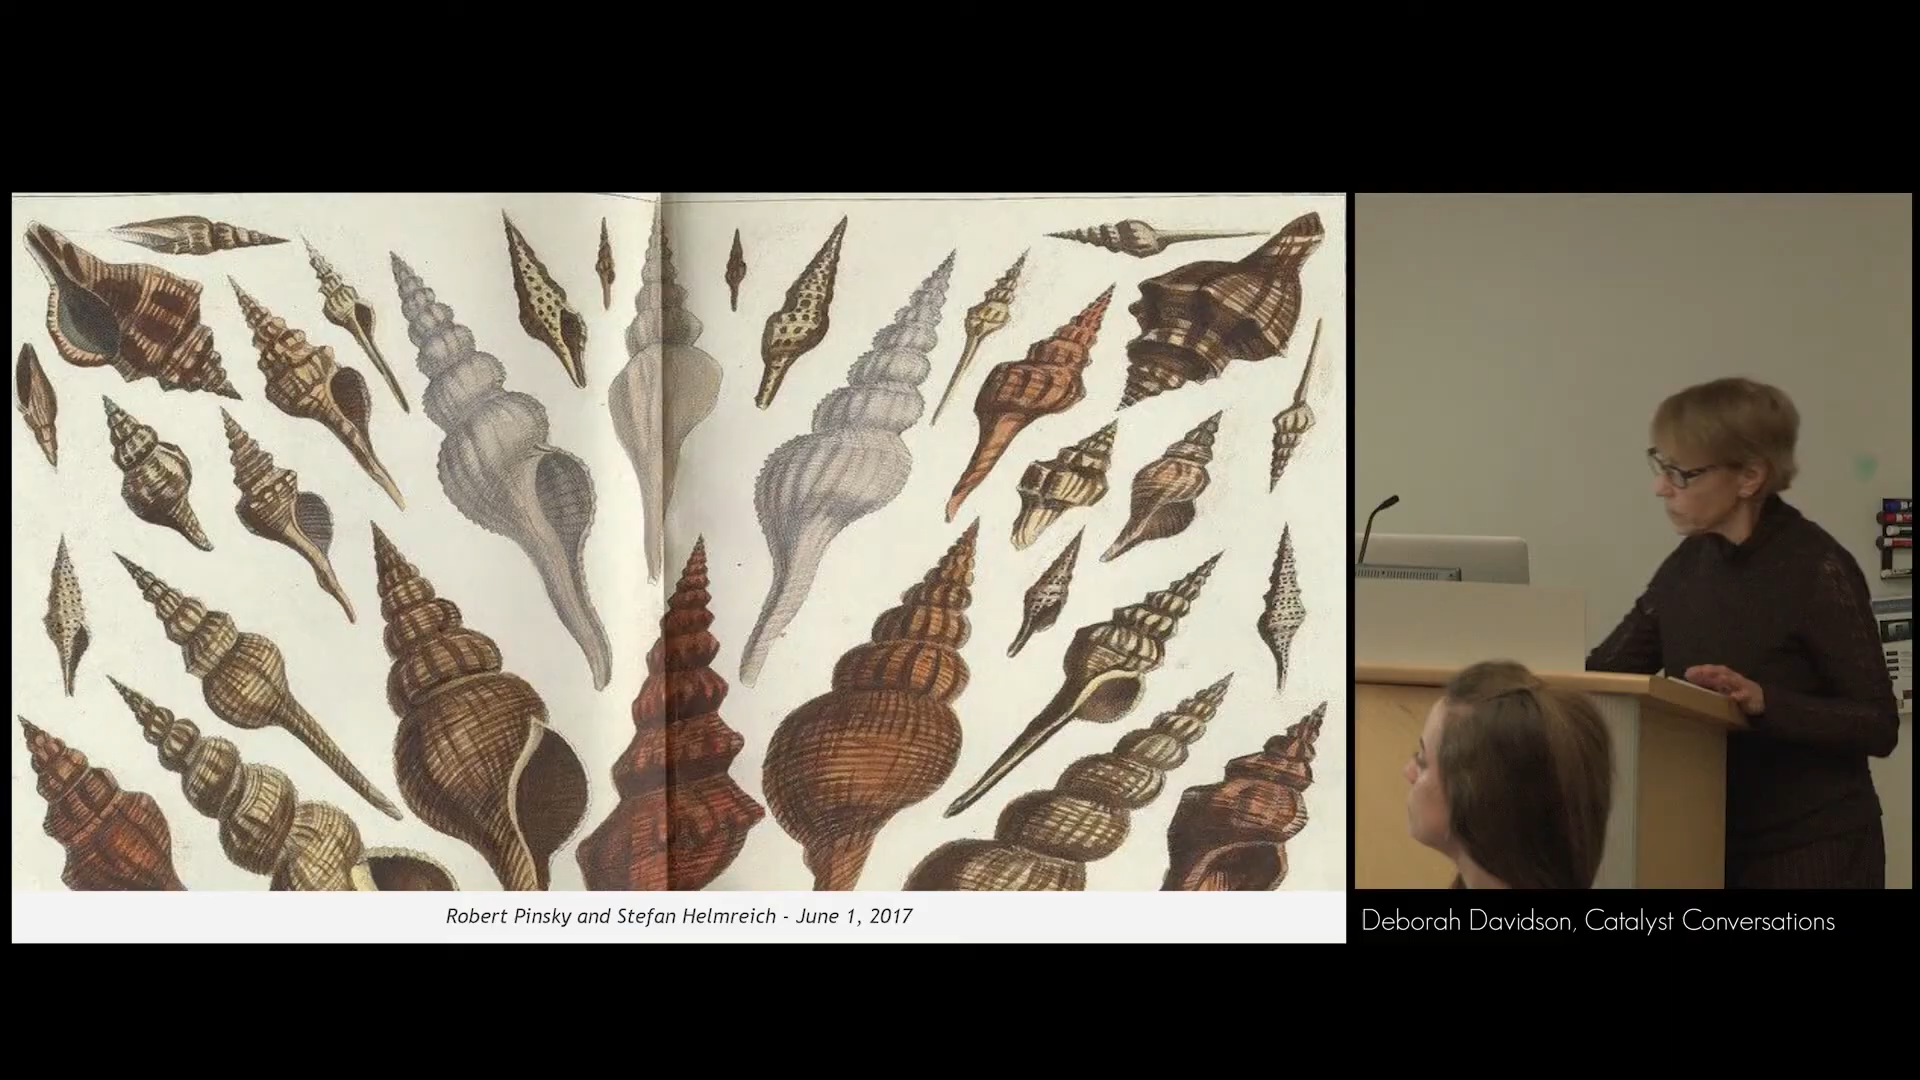 Robert Pinsky and Stefan Helmreich - June 1, 2017
Deborah Davidson, Catalyst Conversations